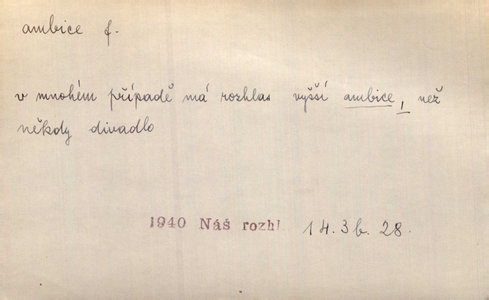 ambice f.
v mnohém případě má rozhlas vyšší ambice, než
někdy divadlo
1940 Náš rozhl. 14.3b.28.